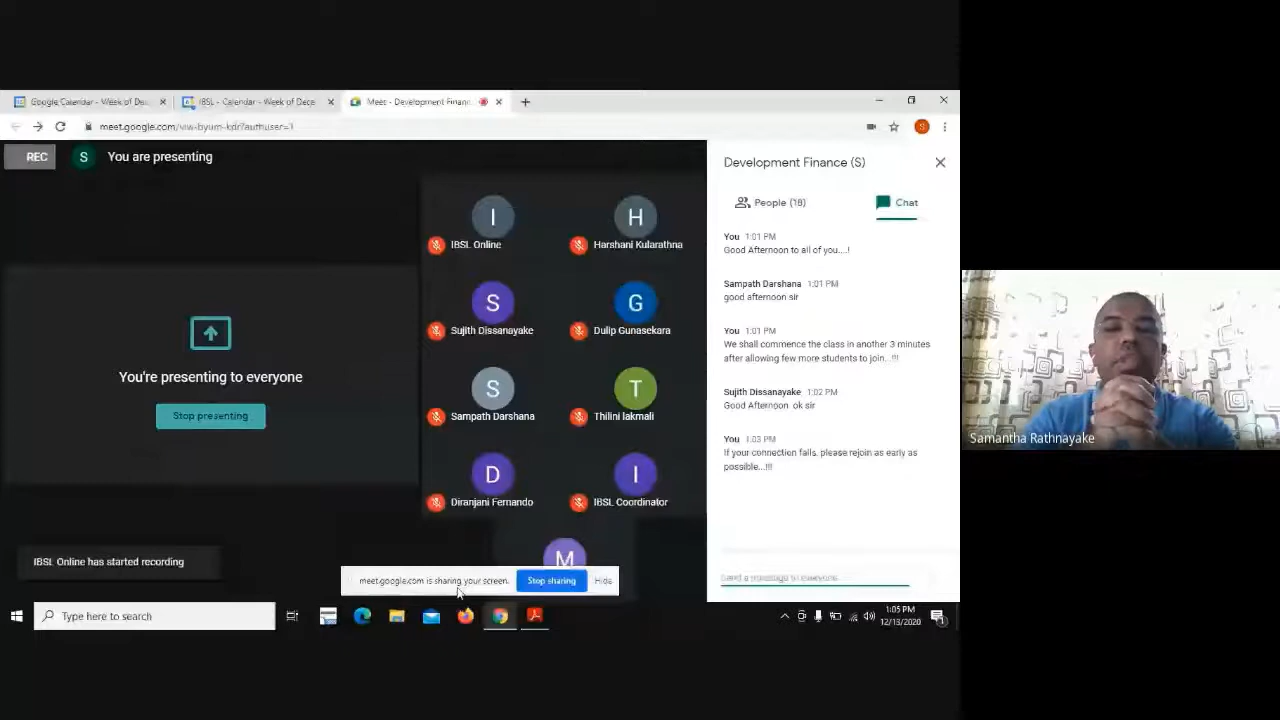 Google Calendar - Week of Dec
IBSL - Calendar - Week of Dece
Meet - Development Financ
REC
S
You are presenting
You're presenting to everyone
Stop presenting
IBSL Online has started recording
I
IBSL Online
H
Harshani Kularathna
S
Sujith Dissanayake
G
Dulip Gunasekara
S
Sampath Darshana
T
Thilini lakmali
D
Diranjani Fernando
I
IBSL Coordinator
M
meet.google.com is sharing your screen.
Stop sharing
Hide
Development Finance (S)
People (18)
Chat
You 1:01 PM
Good Afternoon to all of you....!
Sampath Darshana 1:01 PM
good afternoon sir
You 1:01 PM
We shall commence the class in another 3 minutes
after allowing few more students to join...!!!
Sujith Dissanayake 1:02 PM
Good Afternoon ok sir
You 1:03 PM
If your connection fails, please rejoin as early as
possible...!!!
Send a message to everyone
Type here to search
1:05 PM
12/13/2020
Samantha Rathnayake